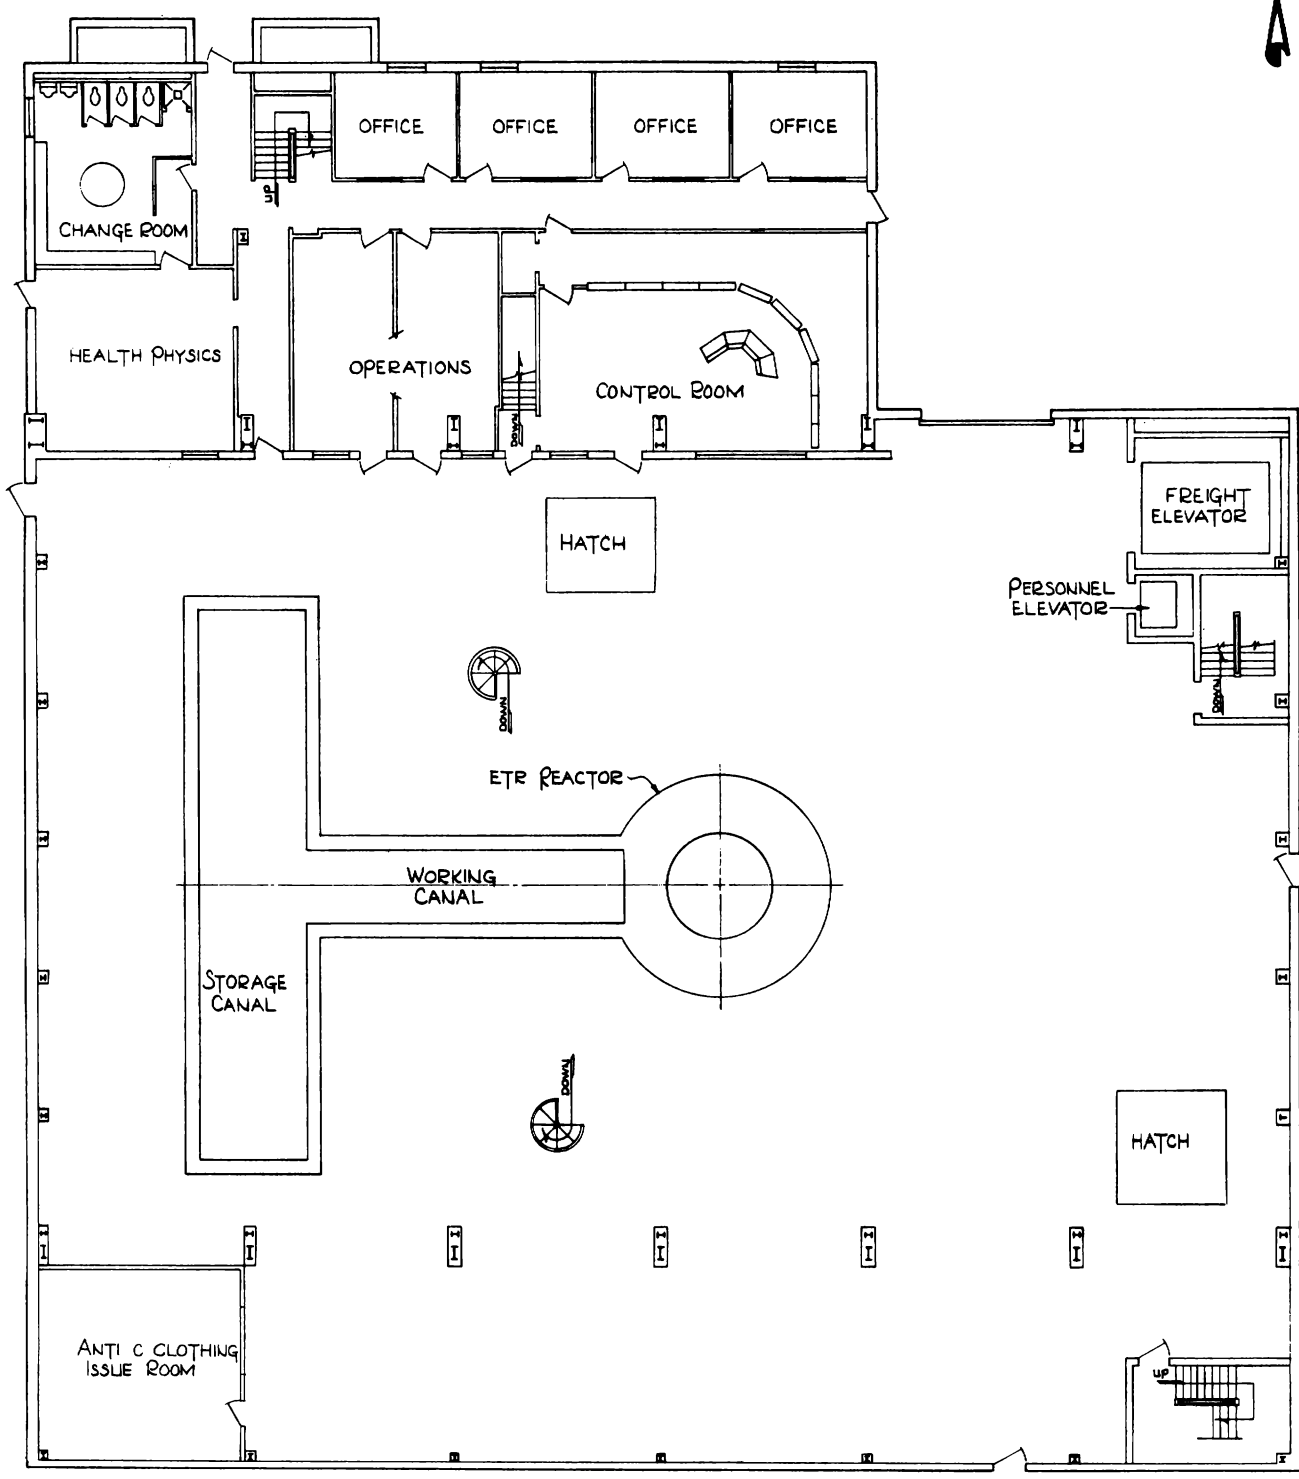 OFFICE
OFFICE
OFFICE
OFFICE
UP
CHANGE ROOM
HEALTH PHYSICS
OPERATIONS
CONTROL ROOM
DOWN
FREIGHT
ELEVATOR
HATCH
PERSONNEL
ELEVATOR
DOWN
DOWN
ETR REACTOR
WORKING
CANAL
STORAGE
CANAL
DOWN
HATCH
ANTI C CLOTHING
ISSUE ROOM
UP